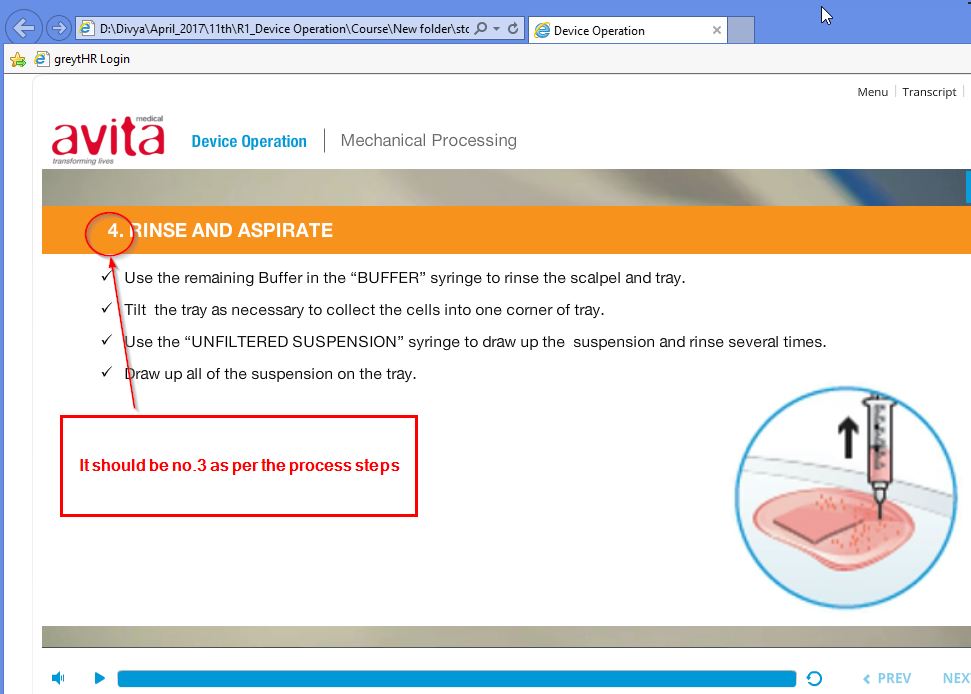 D:\Divya\April_2017\11th\R1_Device Operation\Course\New folder\stc
Device Operation
greytHR Login
Menu Transcript
medical
avita
transforming lives
Device Operation Mechanical Processing
4. RINSE AND ASPIRATE
✓ Use the remaining Buffer in the “BUFFER” syringe to rinse the scalpel and tray.
✓ Tilt the tray as necessary to collect the cells into one corner of tray.
✓ Use the “UNFILTERED SUSPENSION” syringe to draw up the suspension and rinse several times.
✓ Draw up all of the suspension on the tray.
It should be no.3 as per the process steps
PREV NEX